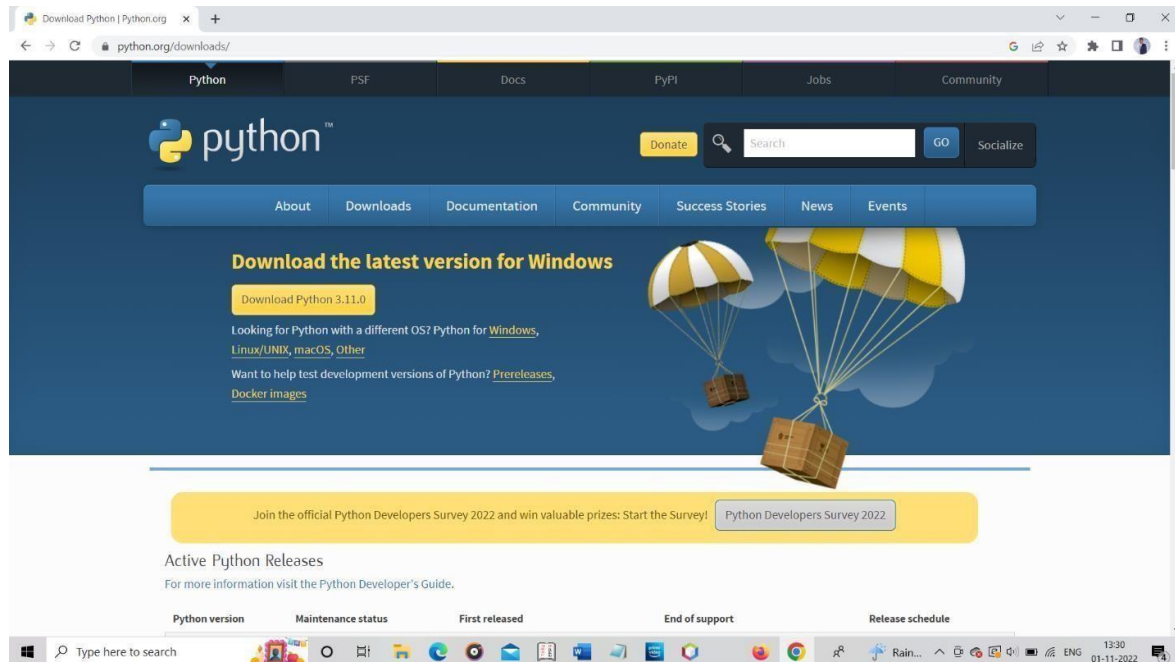 Download Python | Python.org
python.org/downloads/
Python PSF Docs PyPI Jobs Community
python™
Donate Search GO Socialize
About Downloads Documentation Community Success Stories News Events
Download the latest version for Windows
Download Python 3.11.0
Looking for Python with a different OS? Python for Windows,
Linux/UNIX, macOS, Other
Want to help test development versions of Python? Prereleases,
Docker images
Join the official Python Developers Survey 2022 and win valuable prizes: Start the Survey! Python Developers Survey 2022
Active Python Releases
For more information visit the Python Developer's Guide.
Python version Maintenance status First released End of support Release schedule
Type here to search Rain... ENG 13:30
01-11-2022